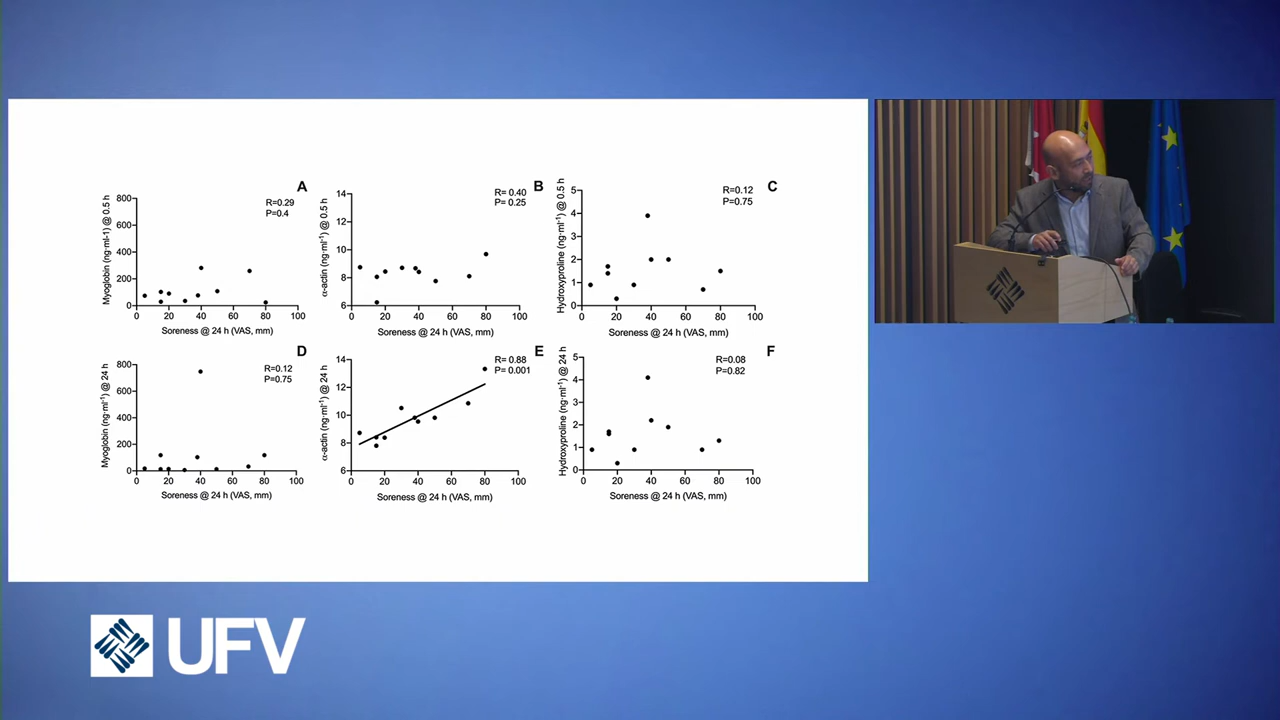 A
R=0.29
P=0.4
Myoglobin (ng·ml-1) @ 0.5 h
800
600
400
200
0
0 20 40 60 80 100
Soreness @ 24 h (VAS, mm)
B
R= 0.40
P= 0.25
α-actin (ng·ml⁻¹) @ 0.5 h
14
12
10
8
6
0 20 40 60 80 100
Soreness @ 24 h (VAS, mm)
C
R=0.12
P=0.75
Hydroxyproline (ng·ml⁻¹) @ 0.5 h
5
4
3
2
1
0
0 20 40 60 80 100
Soreness @ 24 h (VAS, mm)
D
R=0.12
P=0.75
Myoglobin (ng·ml⁻¹) @ 24 h
800
600
400
200
0
0 20 40 60 80 100
Soreness @ 24 h (VAS, mm)
E
R= 0.88
P= 0.001
α-actin (ng·ml⁻¹) @ 24 h
14
12
10
8
6
0 20 40 60 80 100
Soreness @ 24 h (VAS, mm)
F
R=0.08
P=0.82
Hydroxyproline (ng·ml⁻¹) @ 24 h
5
4
3
2
1
0
0 20 40 60 80 100
Soreness @ 24 h (VAS, mm)
UFV